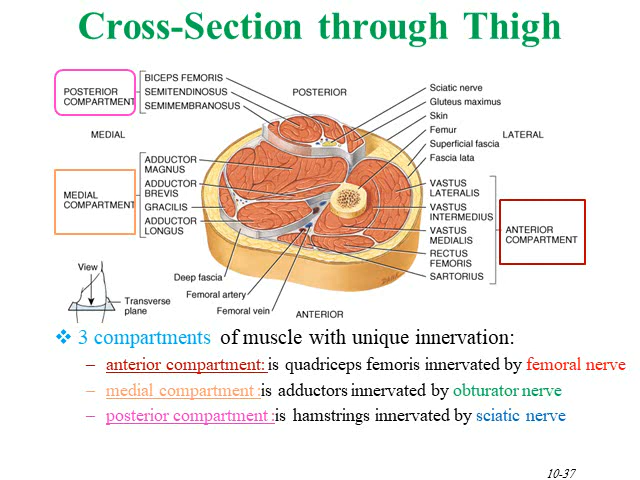 Cross-Section through Thigh
POSTERIOR
COMPARTMENT
BICEPS FEMORIS
SEMITENDINOSUS
SEMIMEMBRANOSUS
POSTERIOR
Sciatic nerve
Gluteus maximus
Skin
Femur
Superficial fascia
Fascia lata
MEDIAL
LATERAL
MEDIAL
COMPARTMENT
ADDUCTOR
MAGNUS
ADDUCTOR
BREVIS
GRACILIS
ADDUCTOR
LONGUS
VASTUS
LATERALIS
VASTUS
INTERMEDIUS
VASTUS
MEDIALIS
RECTUS
FEMORIS
SARTORIUS
ANTERIOR
COMPARTMENT
View
Transverse
plane
Deep fascia
Femoral artery
Femoral vein
ANTERIOR
❖ 3 compartments of muscle with unique innervation:
– anterior compartment: is quadriceps femoris innervated by femoral nerve
– medial compartment :is adductors innervated by obturator nerve
– posterior compartment :is hamstrings innervated by sciatic nerve
10-37